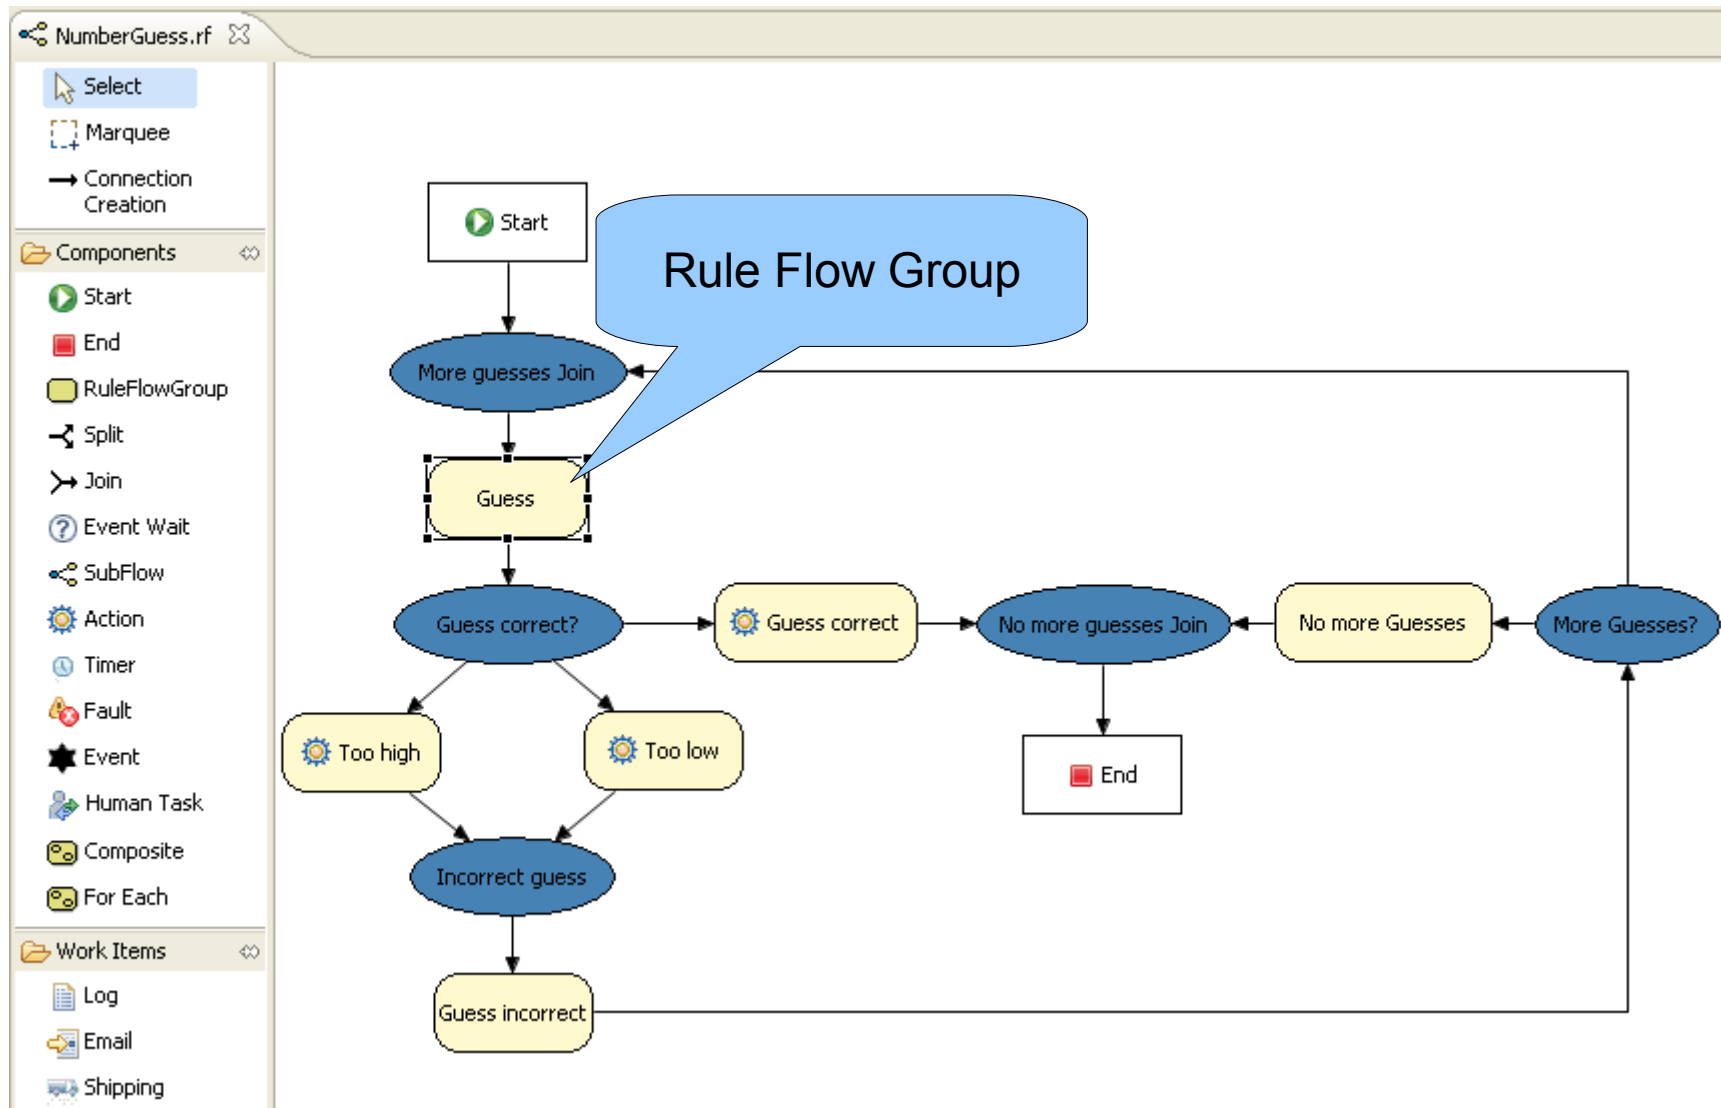 NumberGuess.rf
Select
Marquee
Connection
Creation
Components
Start
End
RuleFlowGroup
Split
Join
Event Wait
SubFlow
Action
Timer
Fault
Event
Human Task
Composite
For Each
Work Items
Log
Email
Shipping
Start
Rule Flow Group
More guesses Join
Guess
Guess correct?
Guess correct
No more guesses Join
No more Guesses
More Guesses?
Too high
Too low
End
Incorrect guess
Guess incorrect